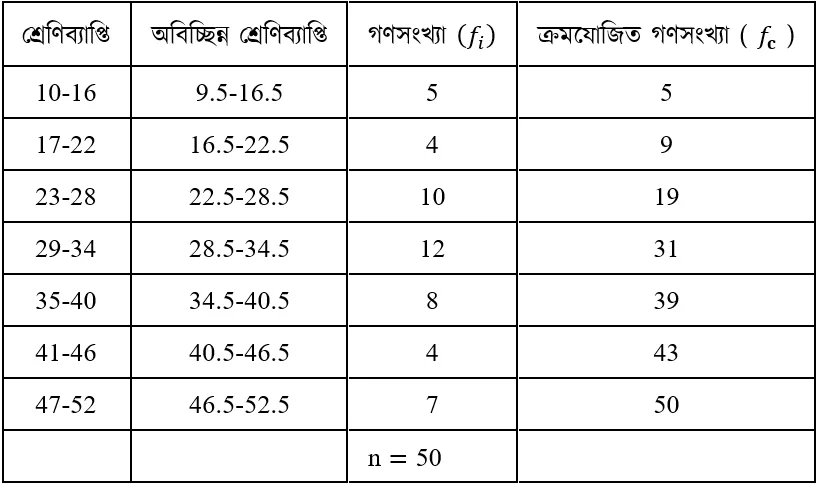 শ্রেণিব্যাপ্তি অবিচ্ছিন্ন শ্রেণিব্যাপ্তি গণসংখ্যা (fᵢ) ক্রমযোজিত গণসংখ্যা ( f𝐜 )
10-16 9.5-16.5 5 5
17-22 16.5-22.5 4 9
23-28 22.5-28.5 10 19
29-34 28.5-34.5 12 31
35-40 34.5-40.5 8 39
41-46 40.5-46.5 4 43
47-52 46.5-52.5 7 50
n = 50